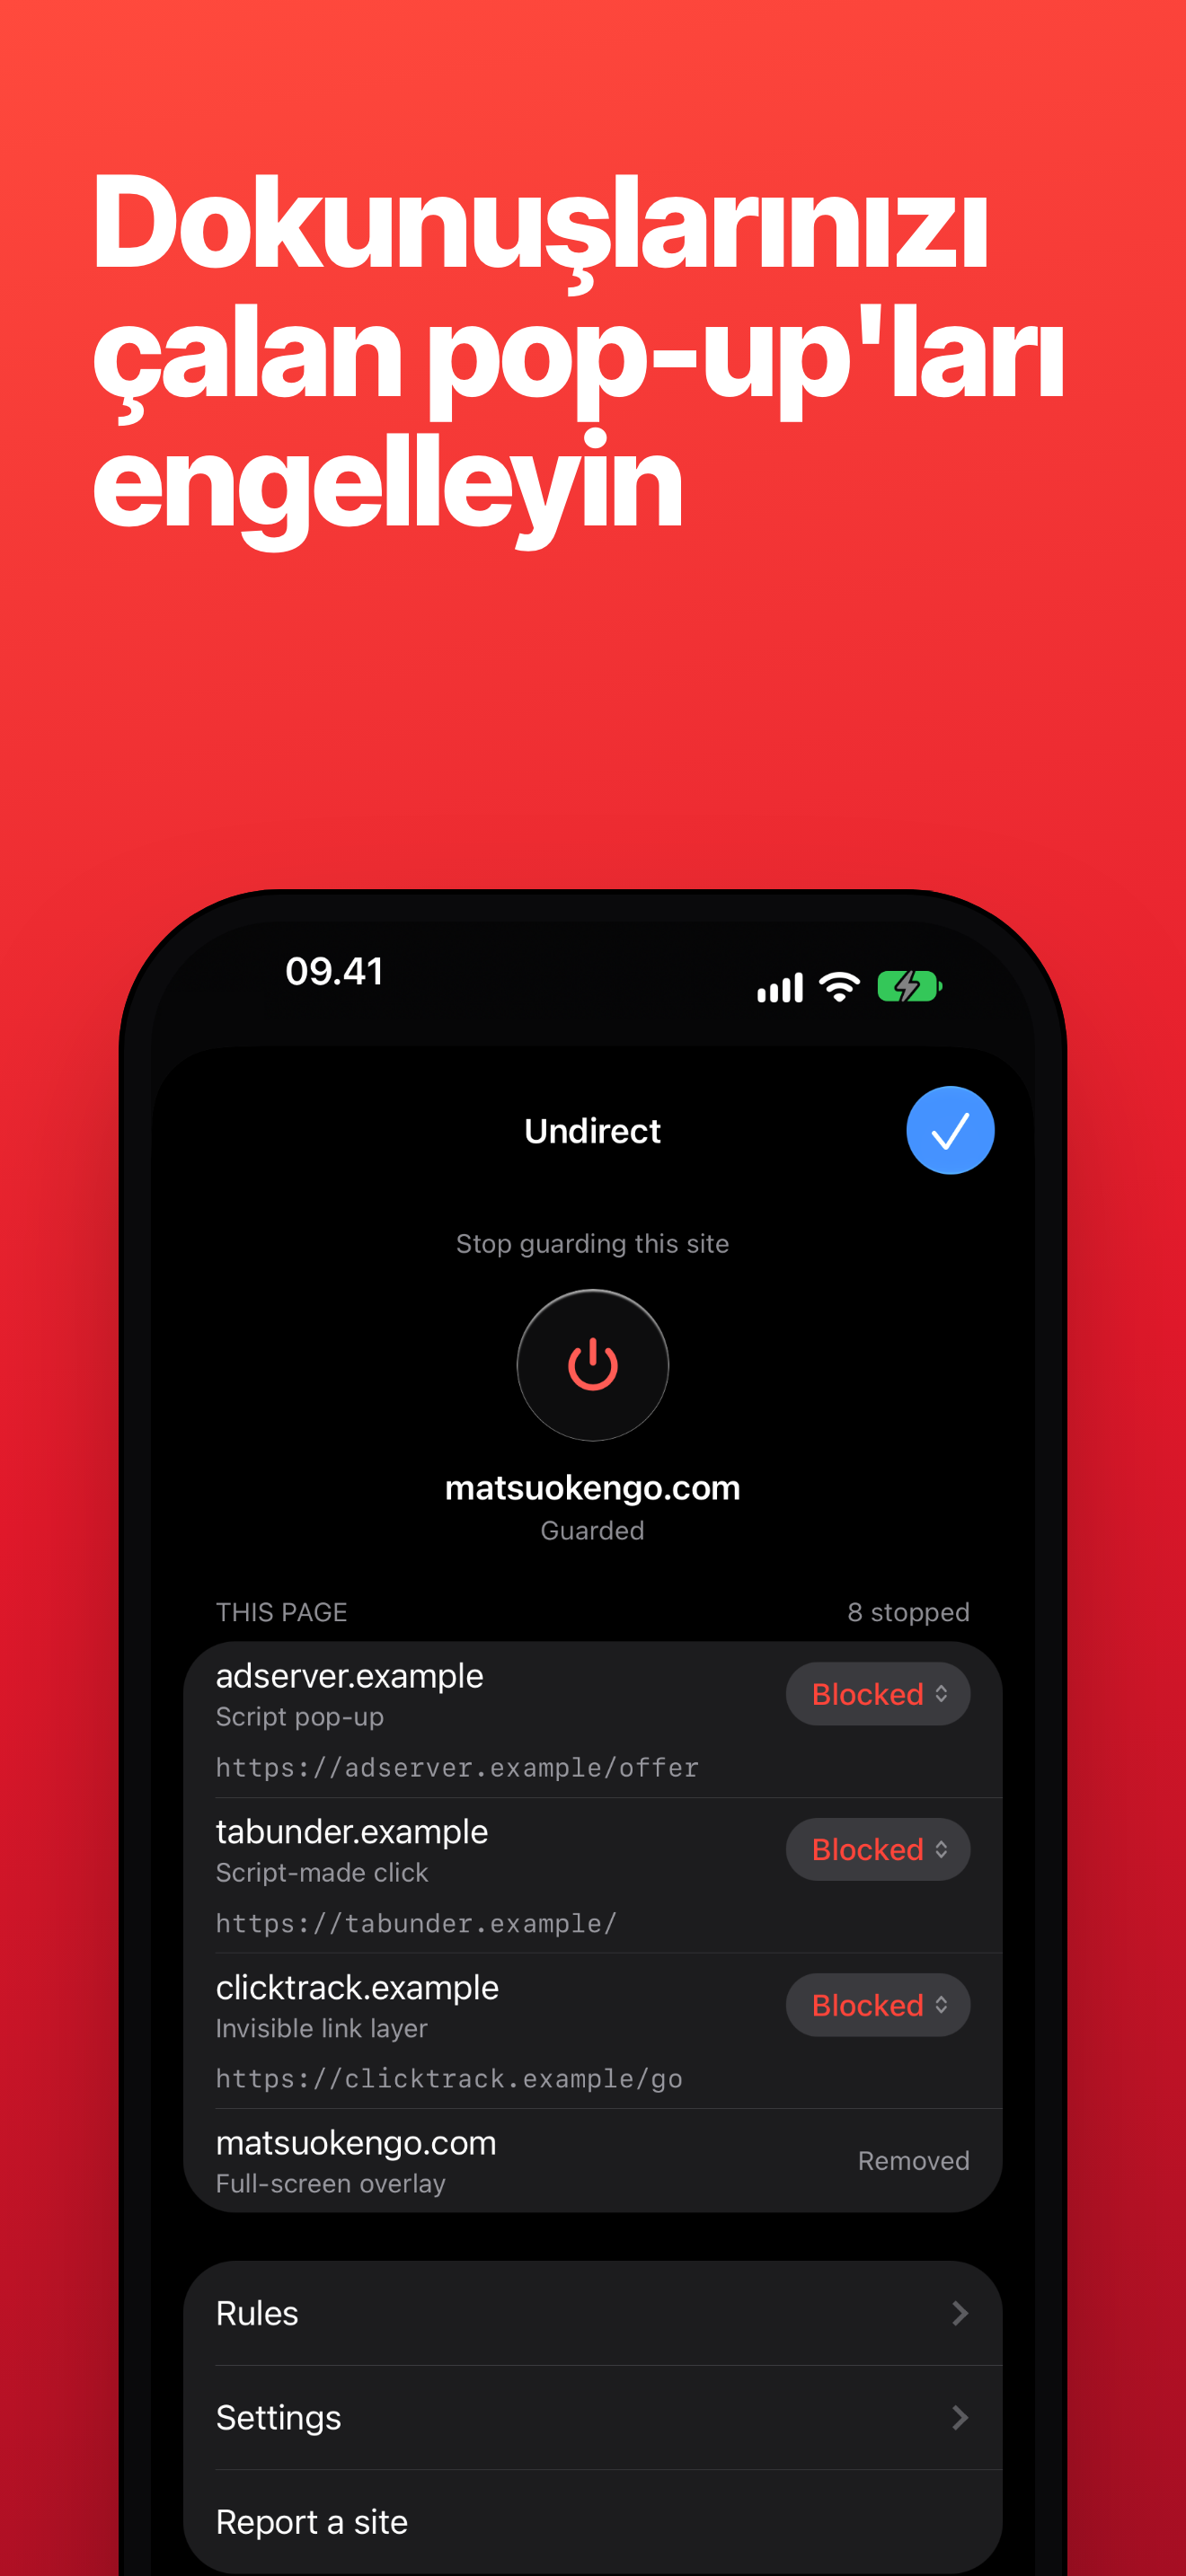 Dokunuşlarınızı
çalan pop-up'ları
engelleyin
09.41
Undirect
Stop guarding this site
matsuokengo.com
Guarded
THIS PAGE 8 stopped
adserver.example Blocked
Script pop-up
https://adserver.example/offer
tabunder.example Blocked
Script-made click
https://tabunder.example/
clicktrack.example Blocked
Invisible link layer
https://clicktrack.example/go
matsuokengo.com Removed
Full-screen overlay
Rules
Settings
Report a site